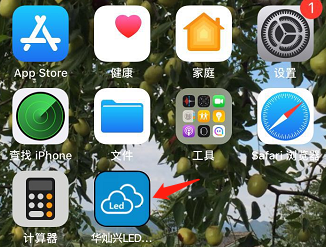 1
App Store
健康
家庭
设置
查找 iPhone
文件
工具
Safari 浏览器
Led
计算器
华灿兴LED...